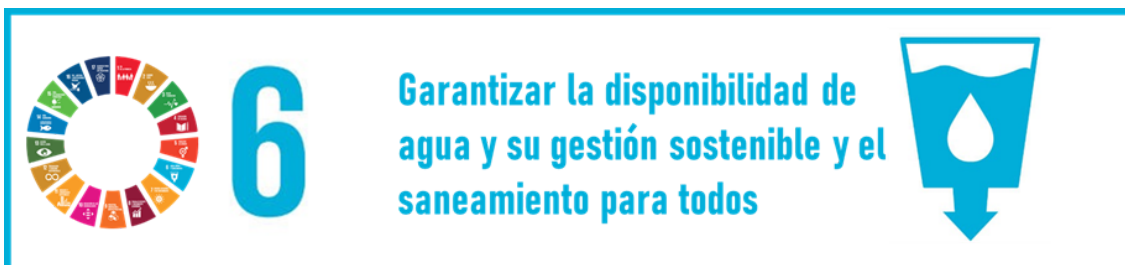 6
Garantizar la disponibilidad de
agua y su gestión sostenible y el
saneamiento para todos